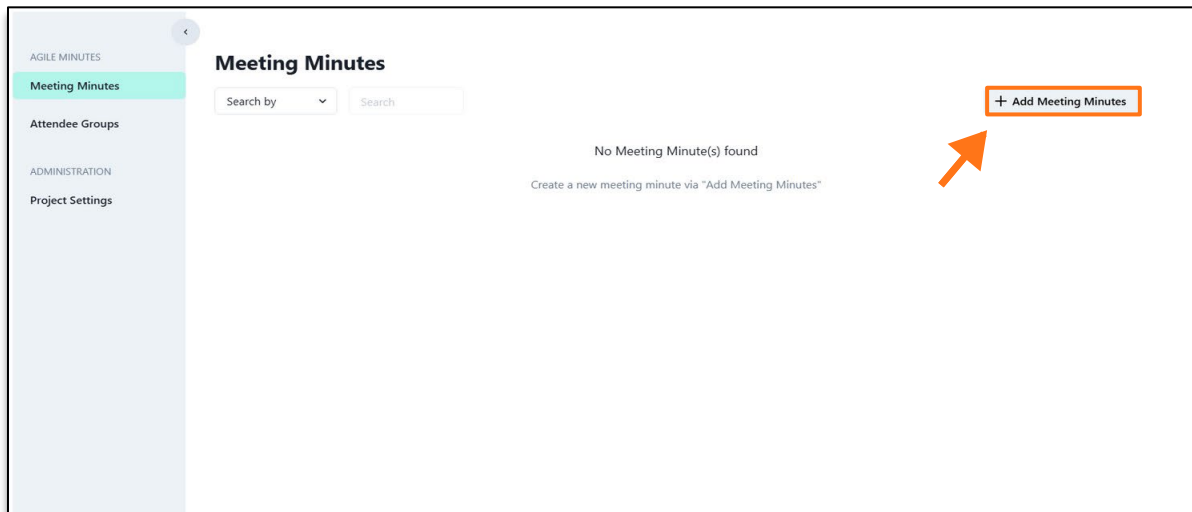 AGILE MINUTES
Meeting Minutes
Attendee Groups
ADMINISTRATION
Project Settings
Meeting Minutes
Search by
Search
+ Add Meeting Minutes
No Meeting Minute(s) found
Create a new meeting minute via "Add Meeting Minutes"